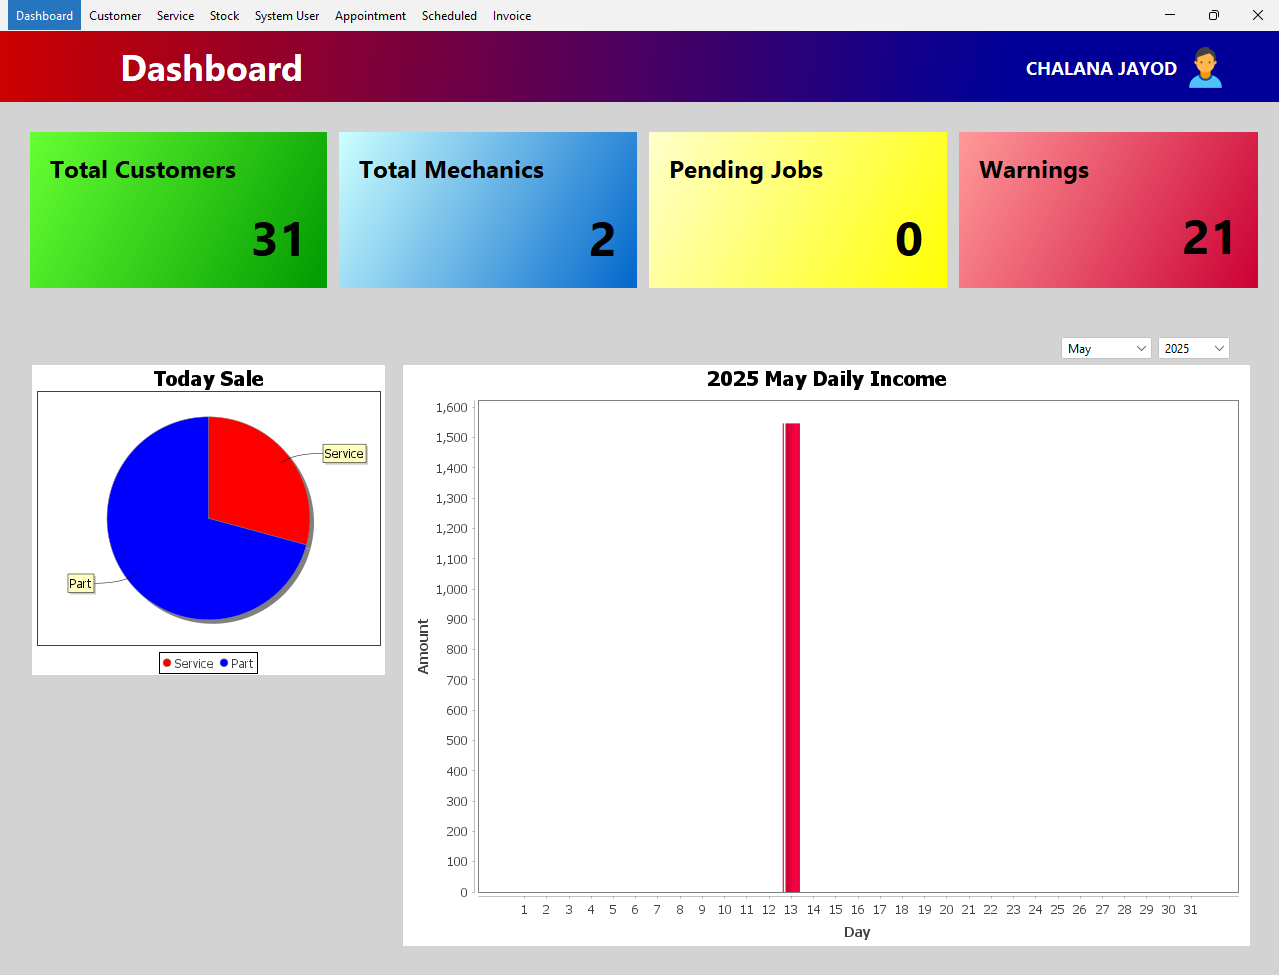 Dashboard Customer Service Stock System User Appointment Scheduled Invoice
Dashboard
CHALANA JAYOD
Total Customers
31
Total Mechanics
2
Pending Jobs
0
Warnings
21
May
2025
Today Sale
Service
Part
Service Part
2025 May Daily Income
1,600
1,500
1,400
1,300
1,200
1,100
1,000
900
800
700
600
500
400
300
200
100
0
Amount
1 2 3 4 5 6 7 8 9 10 11 12 13 14 15 16 17 18 19 20 21 22 23 24 25 26 27 28 29 30 31
Day